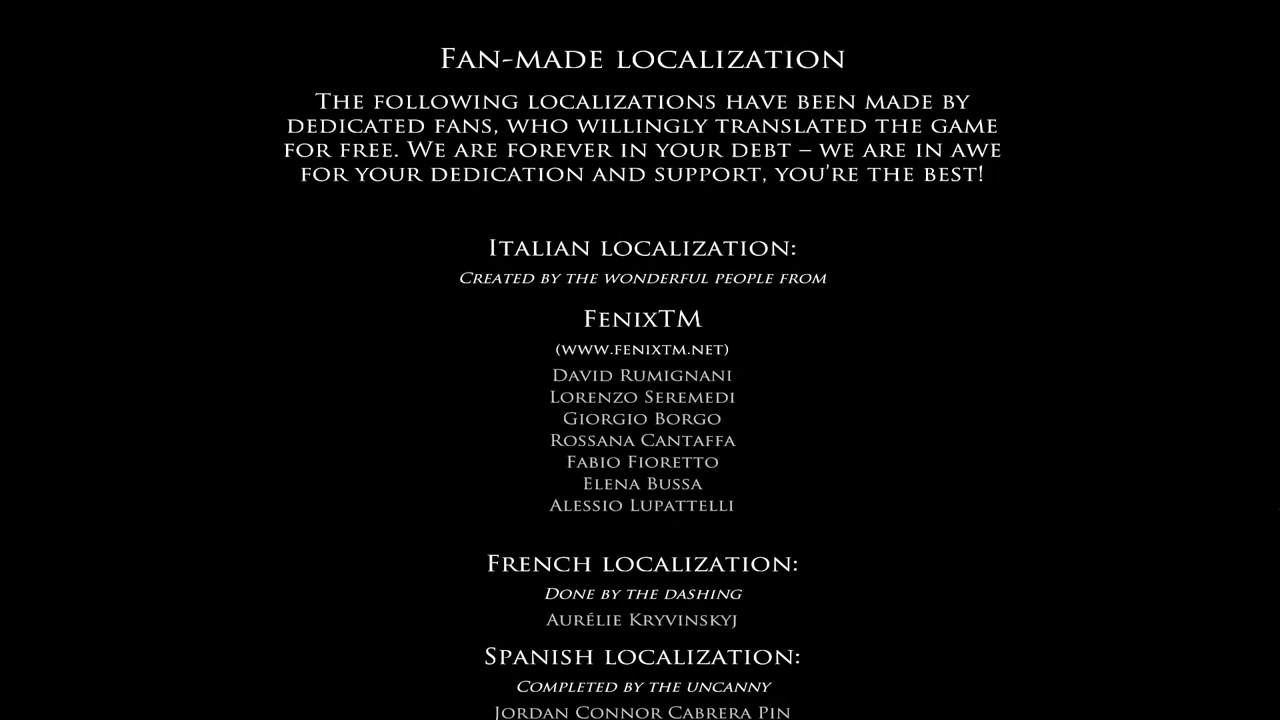 Fan-made localization
The following localizations have been made by
dedicated fans, who willingly translated the game
for free. We are forever in your debt – we are in awe
for your dedication and support, you're the best!
Italian localization:
Created by the wonderful people from
FenixTM
(www.fenixtm.net)
David Rumignani
Lorenzo Seremedi
Giorgio Borgo
Rossana Cantaffa
Fabio Fioretto
Elena Bussa
Alessio Lupattelli
French localization:
Done by the dashing
Aurélie Kryvinskyj
Spanish localization:
Completed by the uncanny
Jordan Connor Cabrera Pin